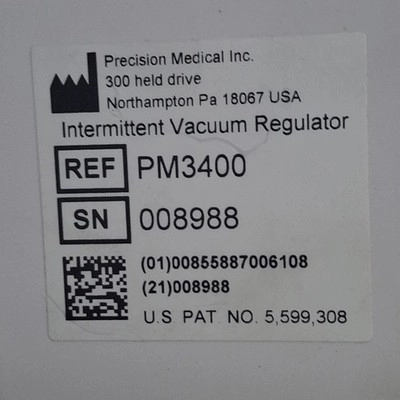 Precision Medical Inc.
300 held drive
Northampton Pa 18067 USA
Intermittent Vacuum Regulator
REF PM3400
SN 008988
(01)00855887006108
(21)008988
U.S PAT. NO. 5,599,308